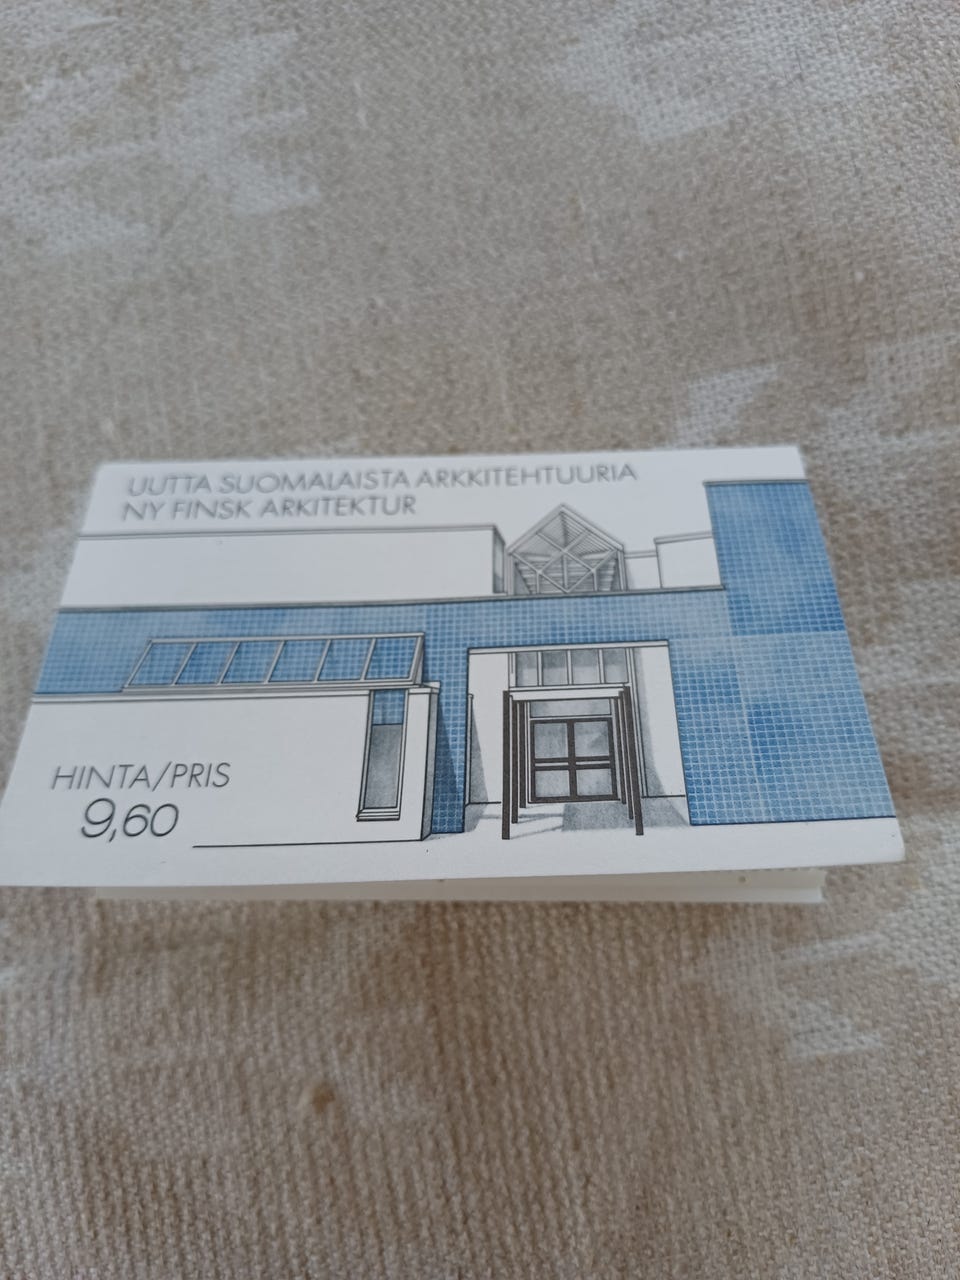 UUTTA SUOMALAISTA ARKKITEHTUURIA
NY FINSK ARKITEKTUR
HINTA/PRIS
9,60